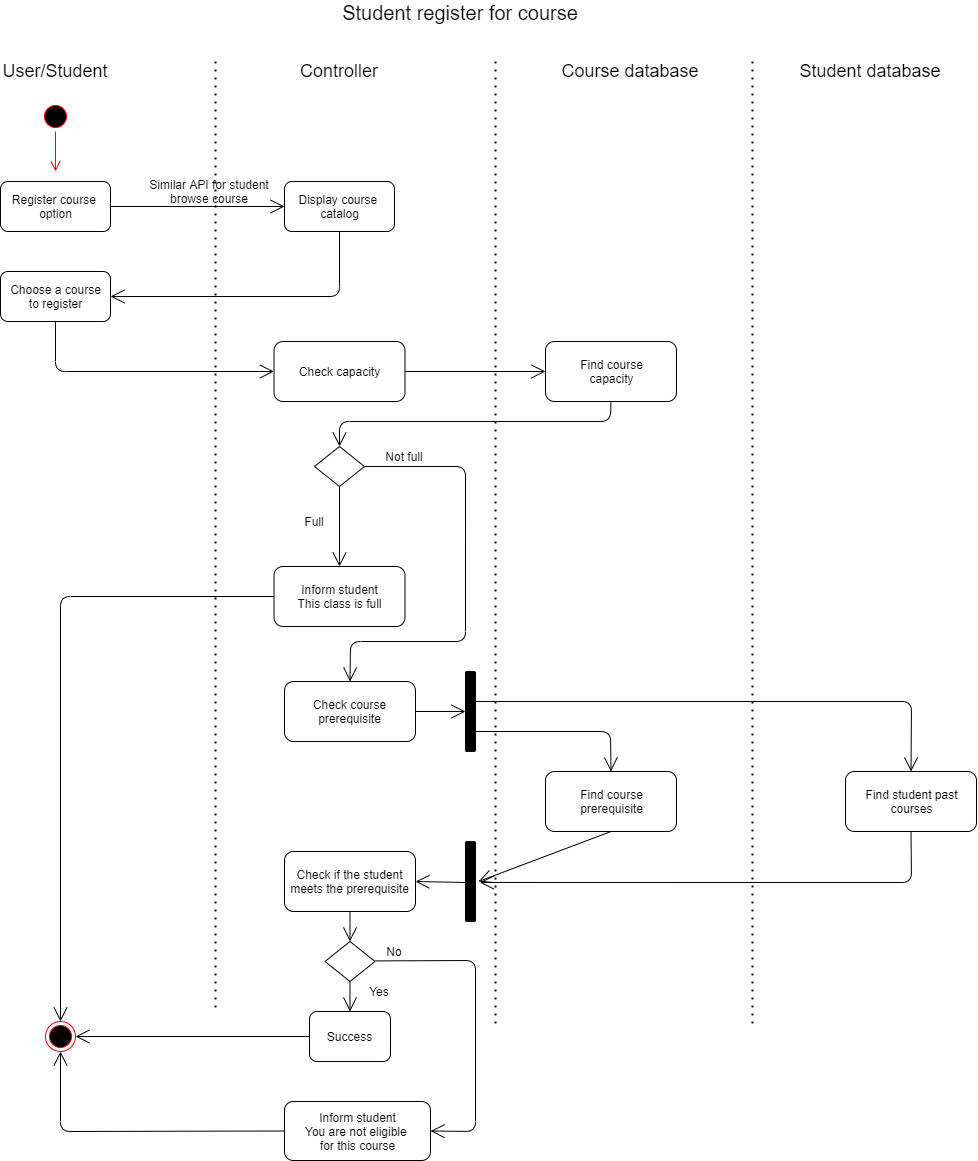 Student register for course
User/Student
Controller
Course database
Student database
Similar API for student
browse course
Register course
option
Display course
catalog
Choose a course
to register
Check capacity
Find course
capacity
Not full
Full
Inform student
This class is full
Check course
prerequisite
Find course
prerequisite
Find student past
courses
Check if the student
meets the prerequisite
No
Yes
Success
Inform student
You are not eligible
for this course